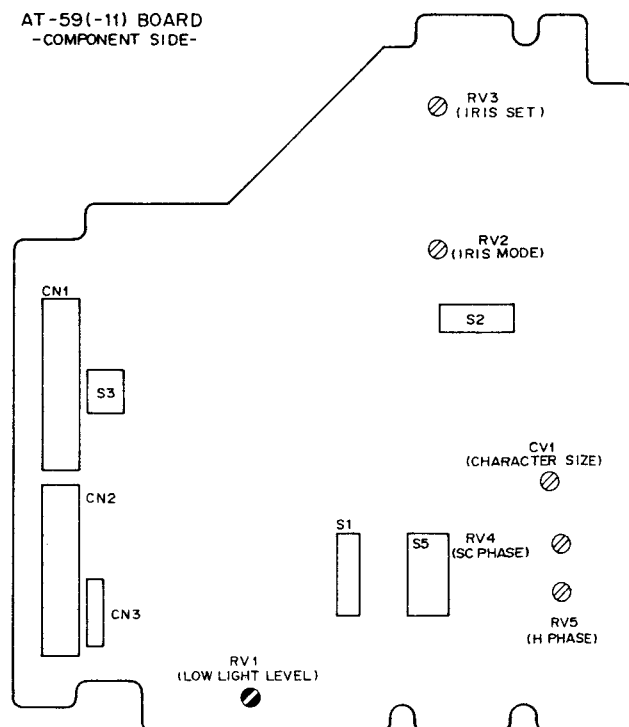 AT-59(-11) BOARD
-COMPONENT SIDE-
RV3
(IRIS SET)
RV2
(IRIS MODE)
CN1
S2
S3
CV1
(CHARACTER SIZE)
CN2
S1
S5
RV4
(SC PHASE)
CN3
RV5
(H PHASE)
RV1
(LOW LIGHT LEVEL)